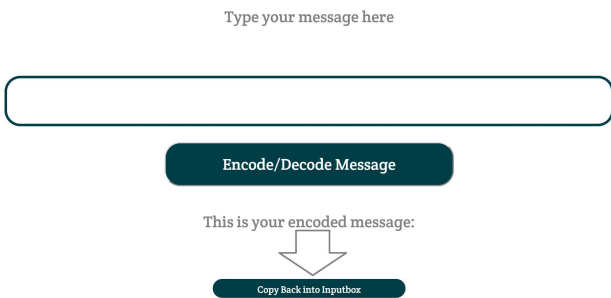 Type your message here
Encode/Decode Message
This is your encoded message:
Copy Back into Inputbox